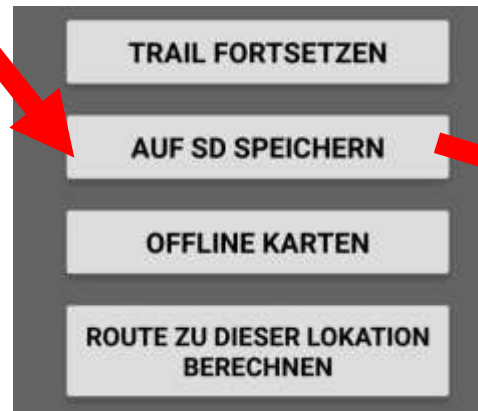 TRAIL FORTSETZEN
AUF SD SPEICHERN
OFFLINE KARTEN
ROUTE ZU DIESER LOKATION
BERECHNEN